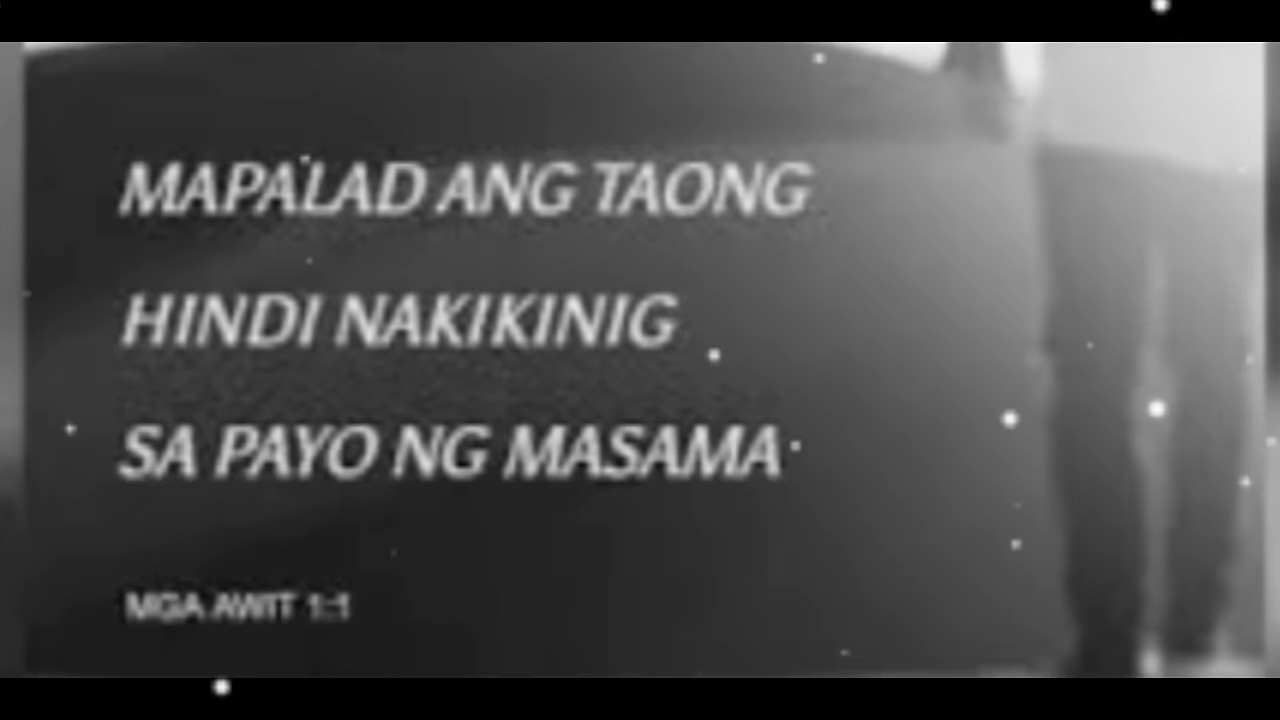 MAPALAD ANG TAONG
HINDI NAKIKINIG
SA PAYO NG MASAMA
MGA AWIT 1:1